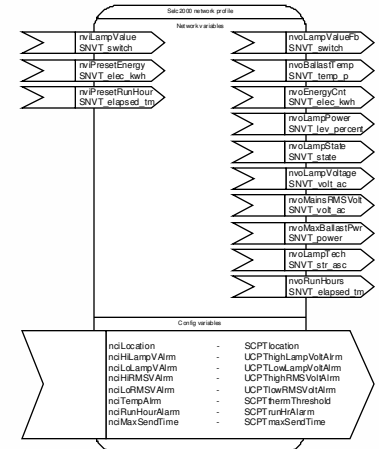 Selc2000 network profile
Network variables
nviLampValue
SNVT_switch
nviPresetEnergy
SNVT_elec_kwh
nviPresetRunHour
SNVT_elapsed_tm
nvoLampValueFb
SNVT_switch
nvoBallastTemp
SNVT_temp_p
nvoEnergyCnt
SNVT_elec_kwh
nvoLampPower
SNVT_lev_percent
nvoLampState
SNVT_state
nvoLampVoltage
SNVT_volt_ac
nvoMainsRMSVolt
SNVT_volt_ac
nvoMaxBallastPwr
SNVT_power
nvoLampTech
SNVT_str_asc
nvoRunHours
SNVT_elapsed_tm
Config variables
nciLocation - SCPTlocation
nciHiLampVAlrm - UCPThighLampVoltAlrm
nciLoLampVAlrm - UCPTLowLampVoltAlrm
nciHiRMSVAlrm - UCPThighRMSVoltAlrm
nciLoRMSVAlrm - UCPTlowRMSVoltAlrm
nciTempAlrm - SCPTthermThreshold
nciRunHourAlarm - SCPTrunHrAlarm
nciMaxSendTime - SCPTmaxSendTime